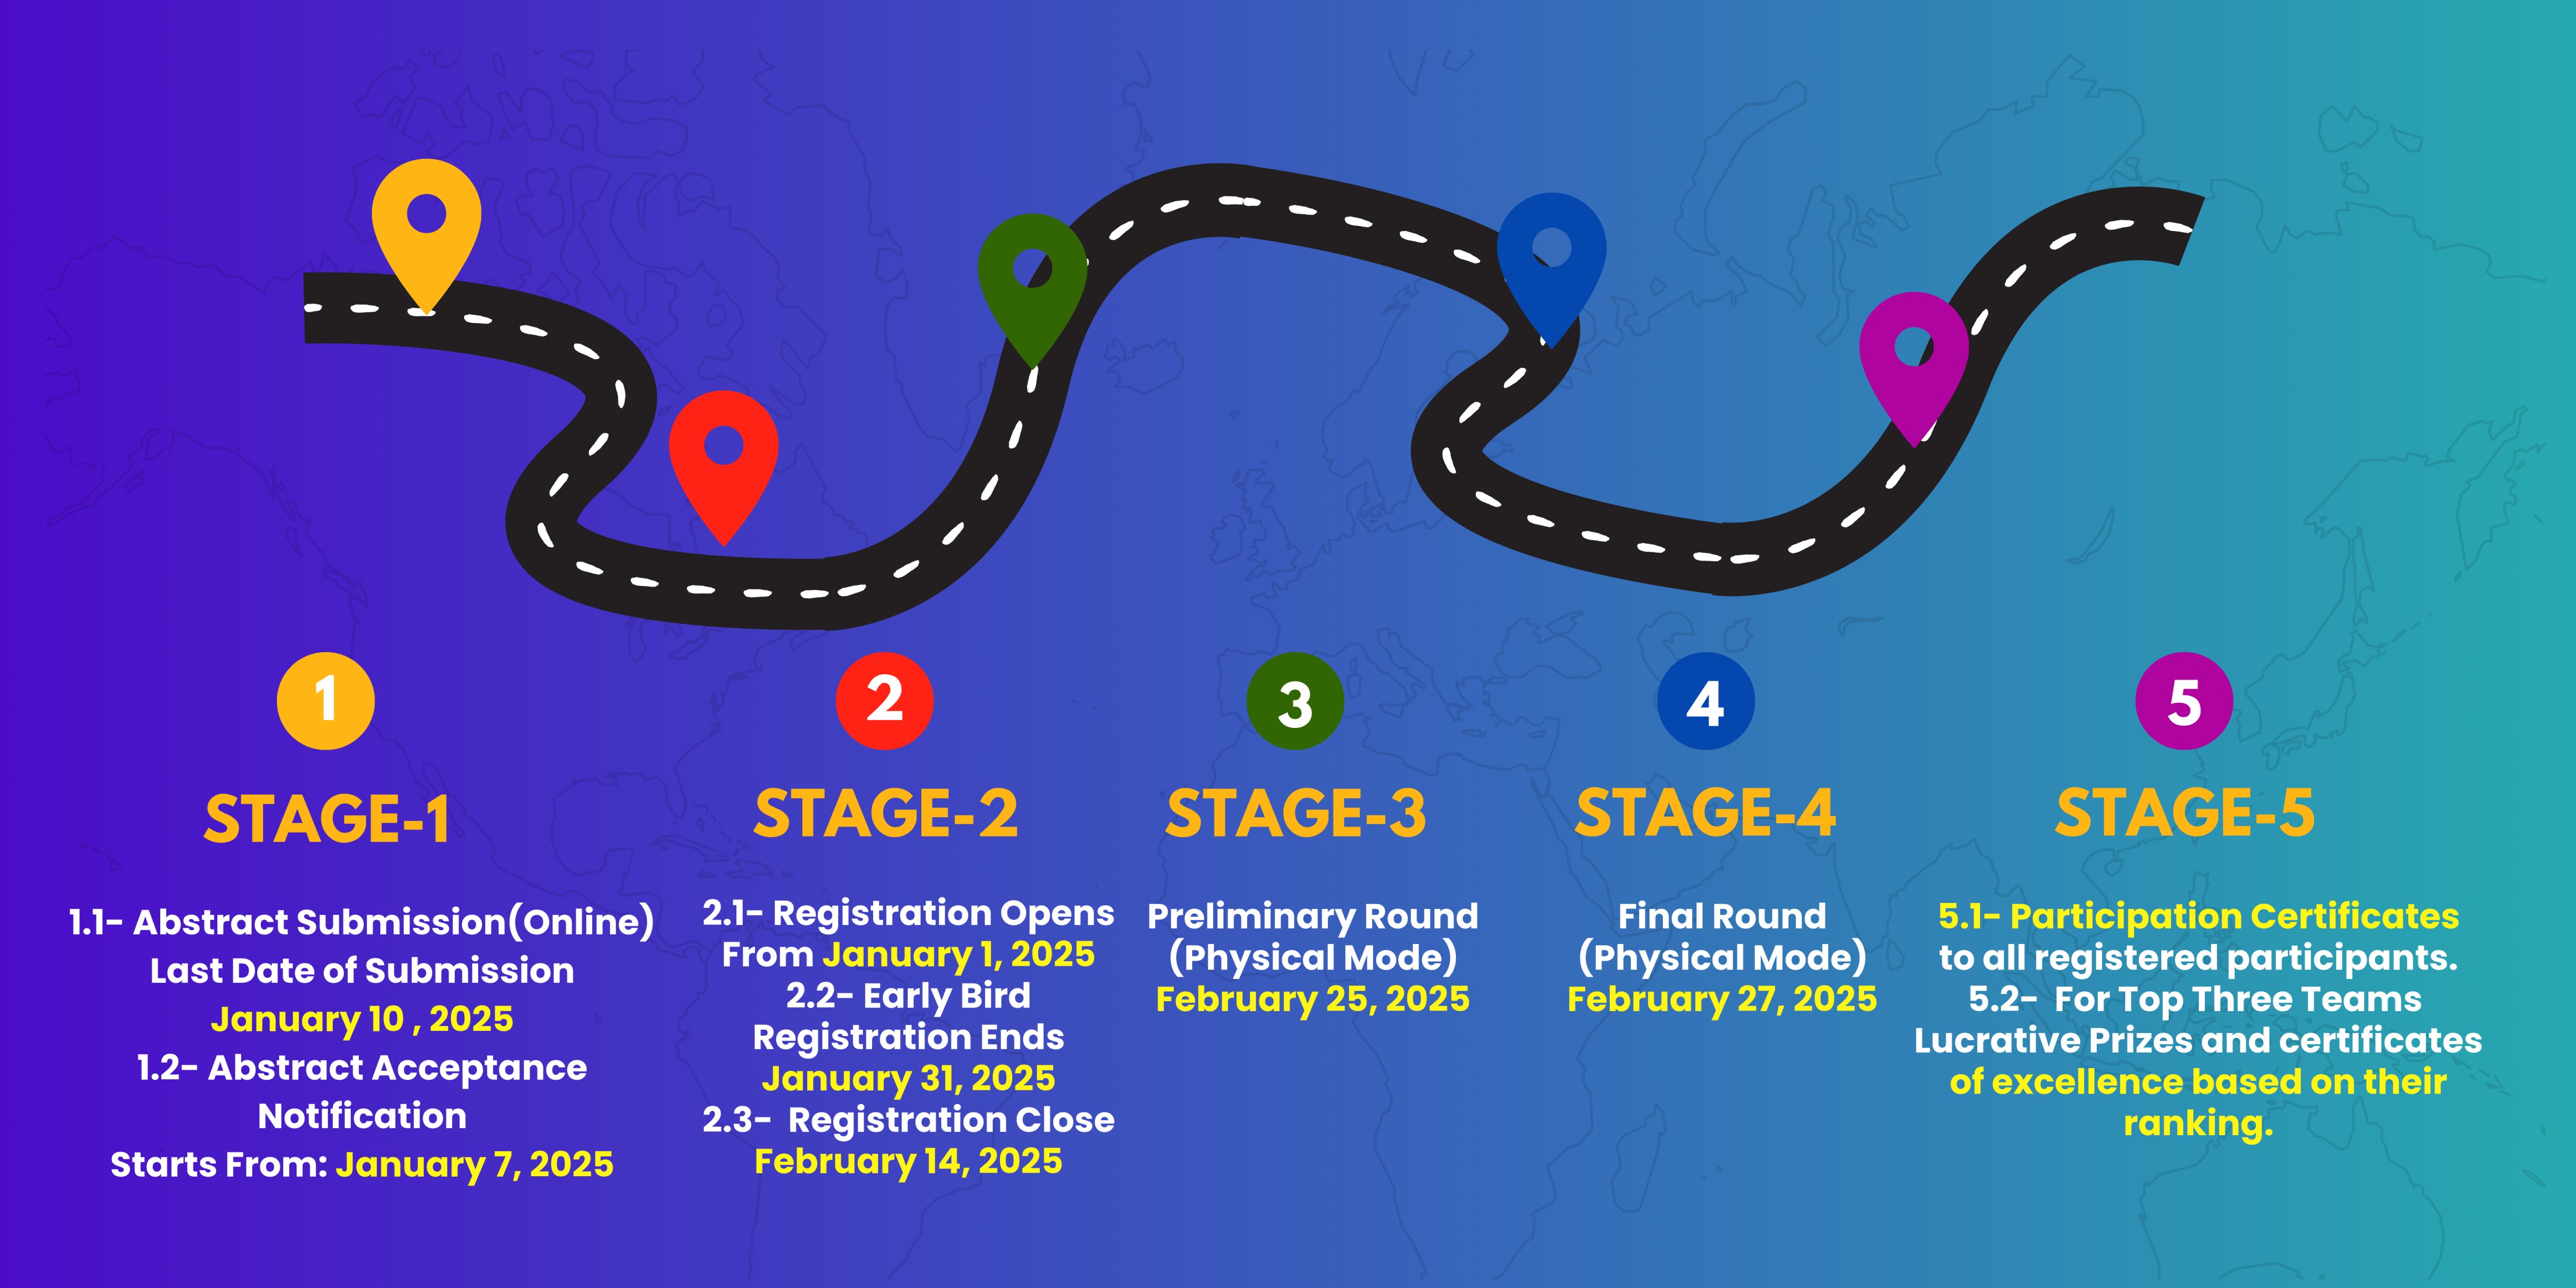 1
STAGE-1
1.1- Abstract Submission(Online)
Last Date of Submission
January 10 , 2025
1.2- Abstract Acceptance
Notification
Starts From: January 7, 2025
2
STAGE-2
2.1- Registration Opens
From January 1, 2025
2.2- Early Bird
Registration Ends
January 31, 2025
2.3- Registration Close
February 14, 2025
3
STAGE-3
Preliminary Round
(Physical Mode)
February 25, 2025
4
STAGE-4
Final Round
(Physical Mode)
February 27, 2025
5
STAGE-5
5.1- Participation Certificates
to all registered participants.
5.2- For Top Three Teams
Lucrative Prizes and certificates
of excellence based on their
ranking.